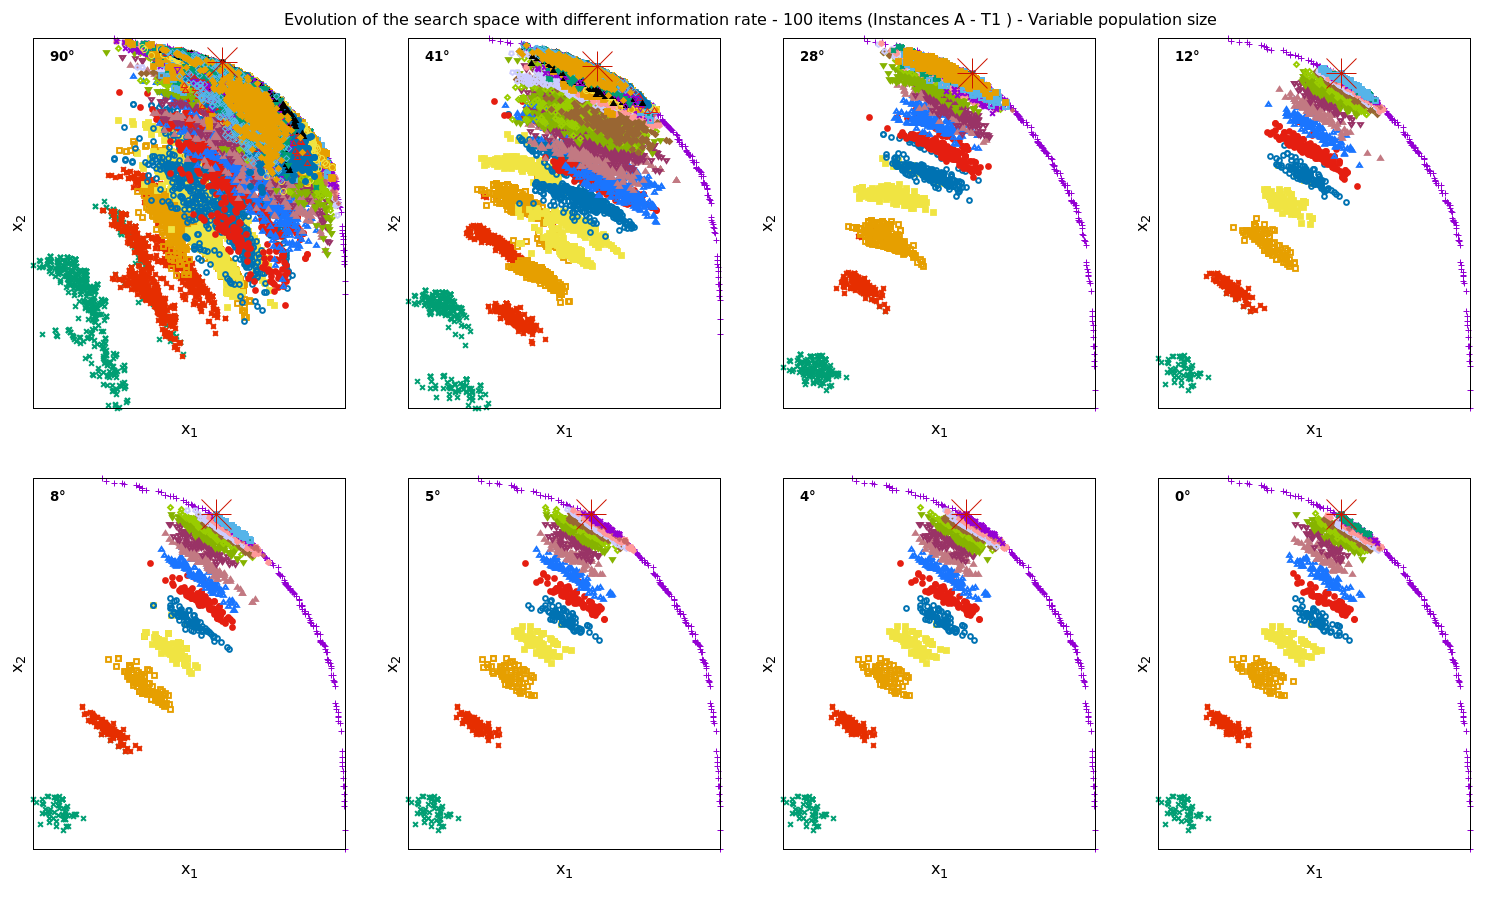 Evolution of the search space with different information rate - 100 items (Instances A - T1 ) - Variable population size
90°
41°
28°
12°
x2
x2
x2
x2
x1
x1
x1
x1
8°
5°
4°
0°
x2
x2
x2
x2
x1
x1
x1
x1